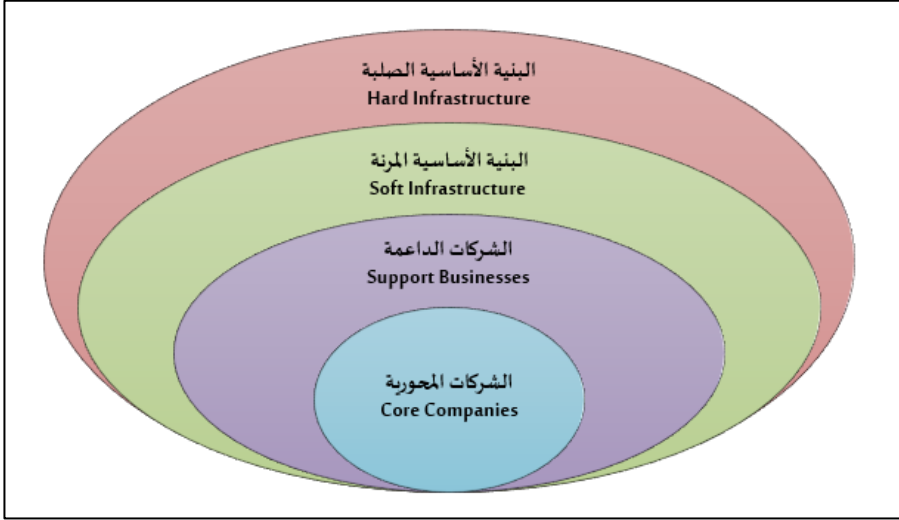 البنية الأساسية الصلبة
Hard Infrastructure
البنية الأساسية المرنة
Soft Infrastructure
الشركات الداعمة
Support Businesses
الشركات المحورية
Core Companies